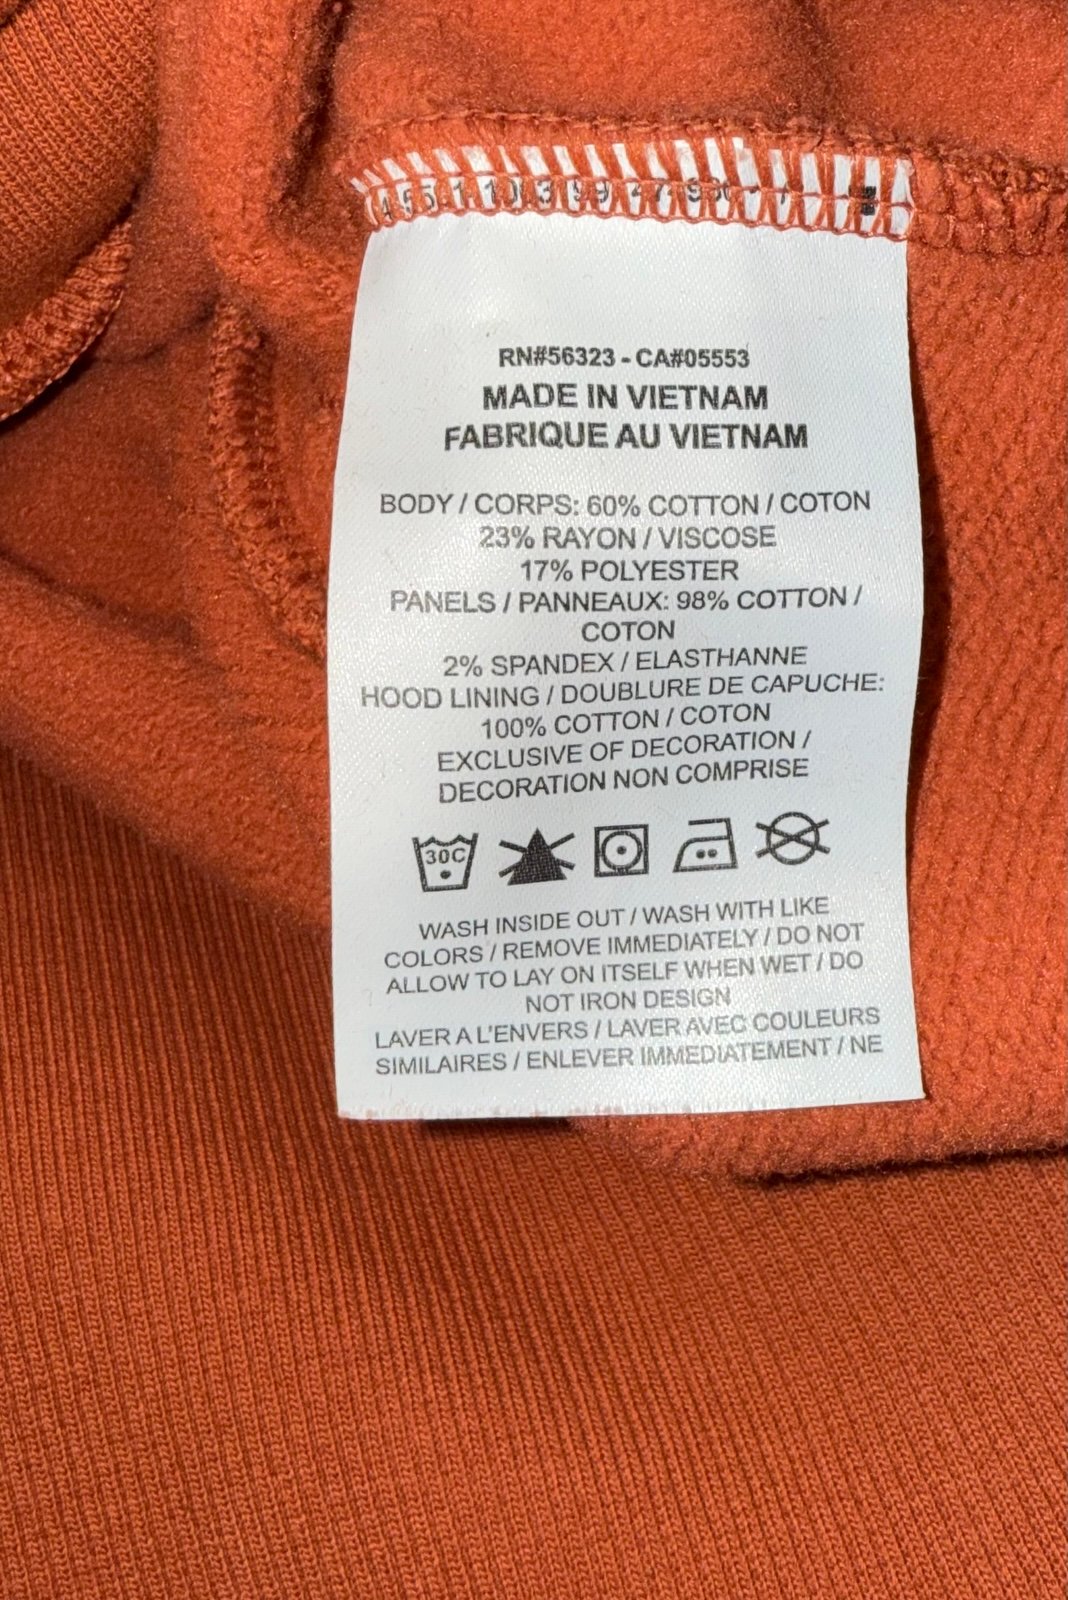 RN#56323 - CA#05553
MADE IN VIETNAM
FABRIQUE AU VIETNAM
BODY / CORPS: 60% COTTON / COTON
23% RAYON / VISCOSE
17% POLYESTER
PANELS / PANNEAUX: 98% COTTON /
COTON
2% SPANDEX / ELASTHANNE
HOOD LINING / DOUBLURE DE CAPUCHE:
100% COTTON / COTON
EXCLUSIVE OF DECORATION /
DECORATION NON COMPRISE
30C
WASH INSIDE OUT / WASH WITH LIKE
COLORS / REMOVE IMMEDIATELY / DO NOT
ALLOW TO LAY ON ITSELF WHEN WET / DO
NOT IRON DESIGN
LAVER A L'ENVERS / LAVER AVEC COULEURS
SIMILAIRES / ENLEVER IMMEDIATEMENT / NE